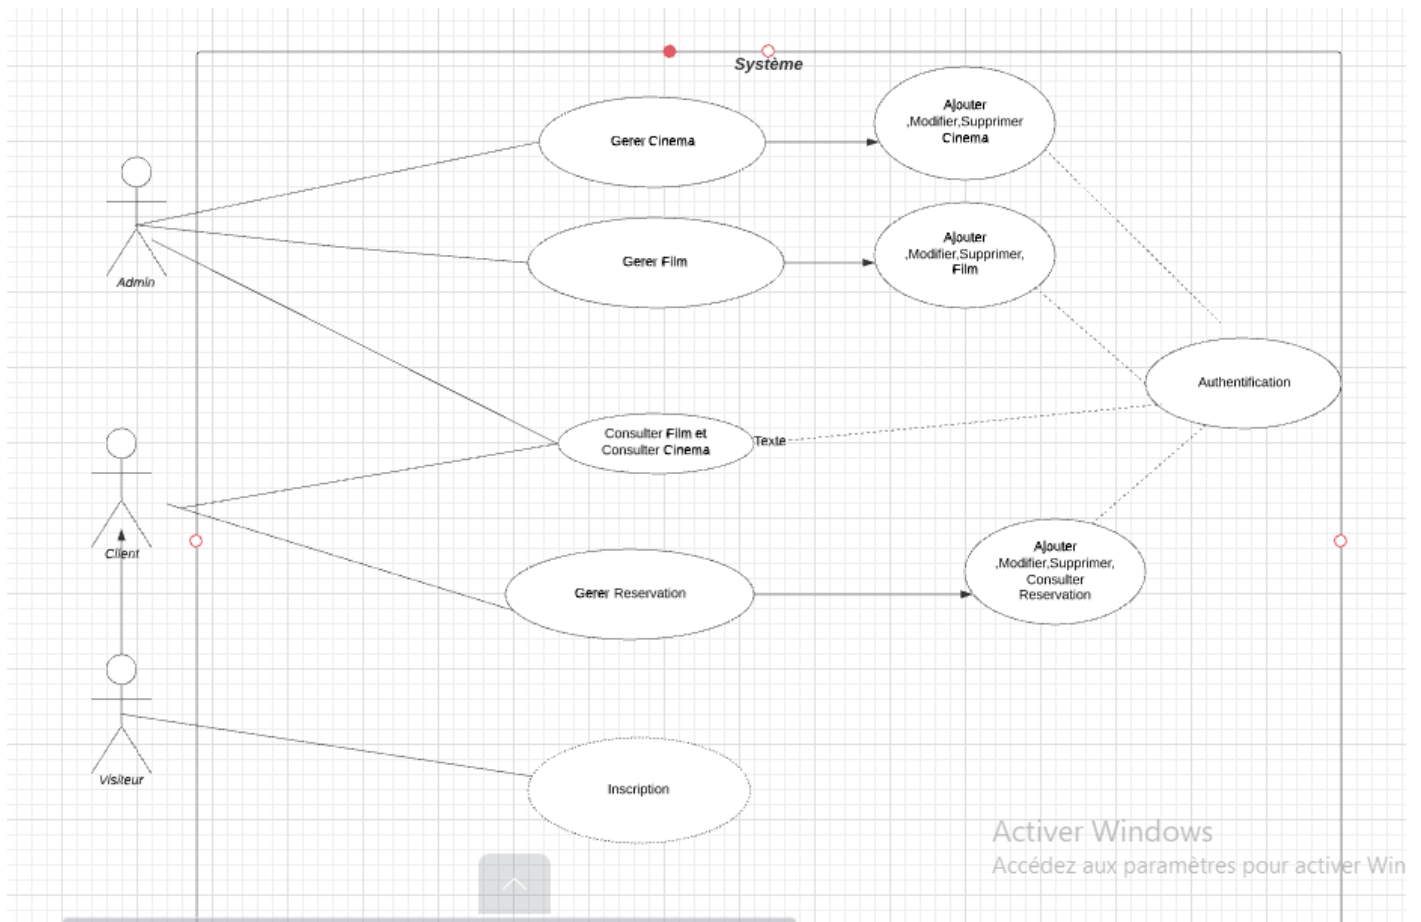 Système
Ajouter
,Modifier,Supprimer
Cinema
Gerer Cinema
Admin
Ajouter
,Modifier,Supprimer,
Film
Gerer Film
Authentification
Consulter Film et
Consulter Cinema
Texte
Client
Ajouter
,Modifier,Supprimer,
Consulter
Reservation
Gerer Reservation
Visiteur
Inscription
Activer Windows
Accédez aux paramètres pour activer Win